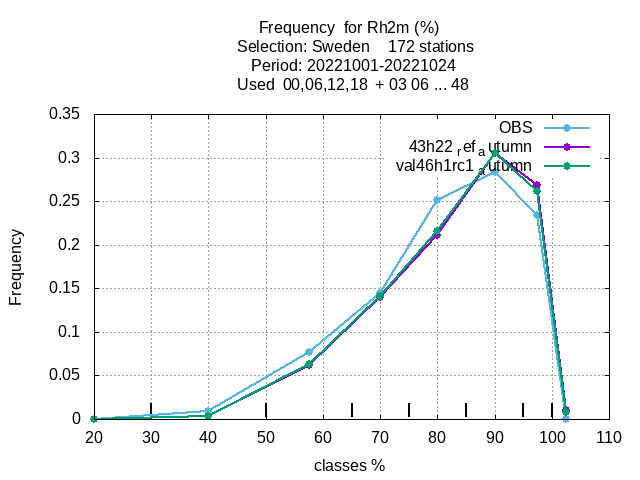 Frequency  for Rh2m (%)
Selection: Sweden    172 stations
Period: 20221001-20221024
Used  00,06,12,18  + 03 06 ... 48
OBS
43h22 ref a utumn
val46h1rc1 a utumn
0.35
0.3
0.25
0.2
0.15
0.1
0.05
0
Frequency
20 30 40 50 60 70 80 90 100 110
classes %